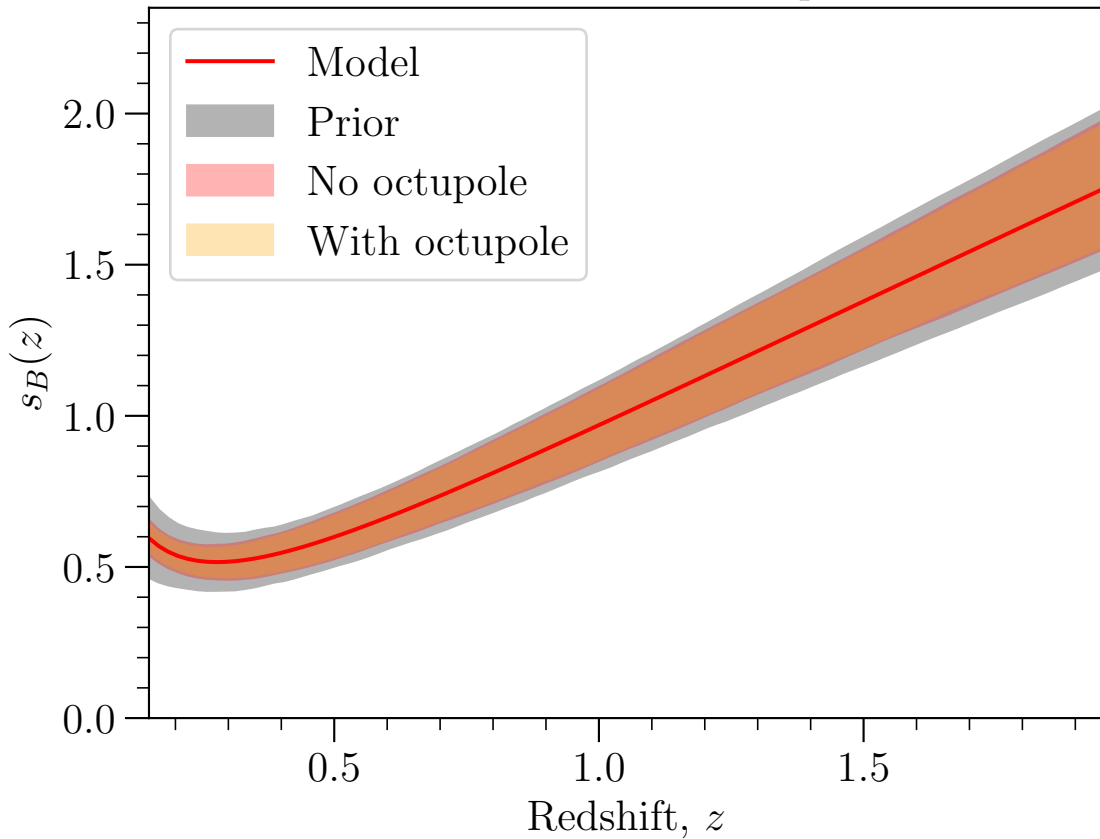 Model
Prior
No octupole
With octupole
2.0
1.5
1.0
0.5
0.0
s_B(z)
0.5 1.0 1.5
Redshift, z